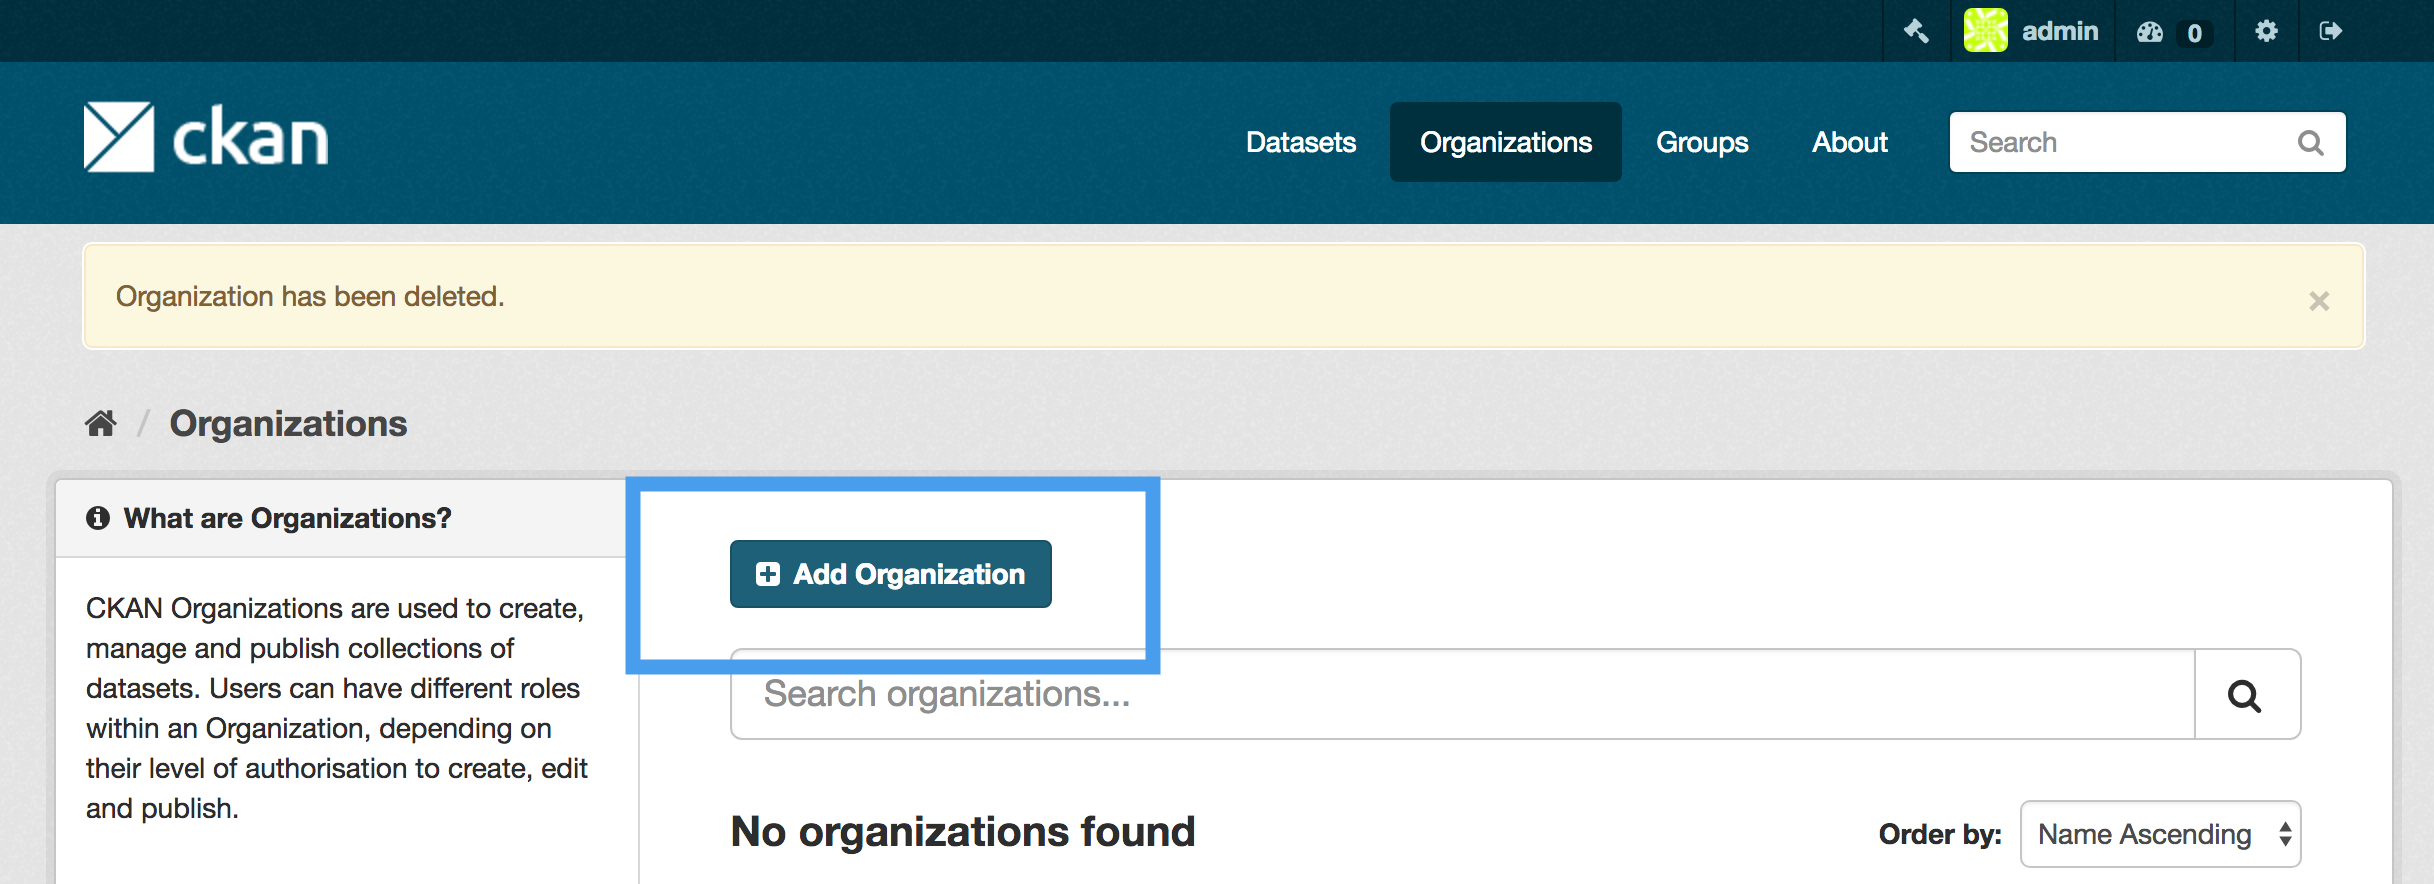 admin 0
ckan
Datasets Organizations Groups About Search
Organization has been deleted. ×
/ Organizations
What are Organizations?
Add Organization
CKAN Organizations are used to create,
manage and publish collections of
datasets. Users can have different roles
within an Organization, depending on
their level of authorisation to create, edit
and publish.
Search organizations...
No organizations found
Order by: Name Ascending